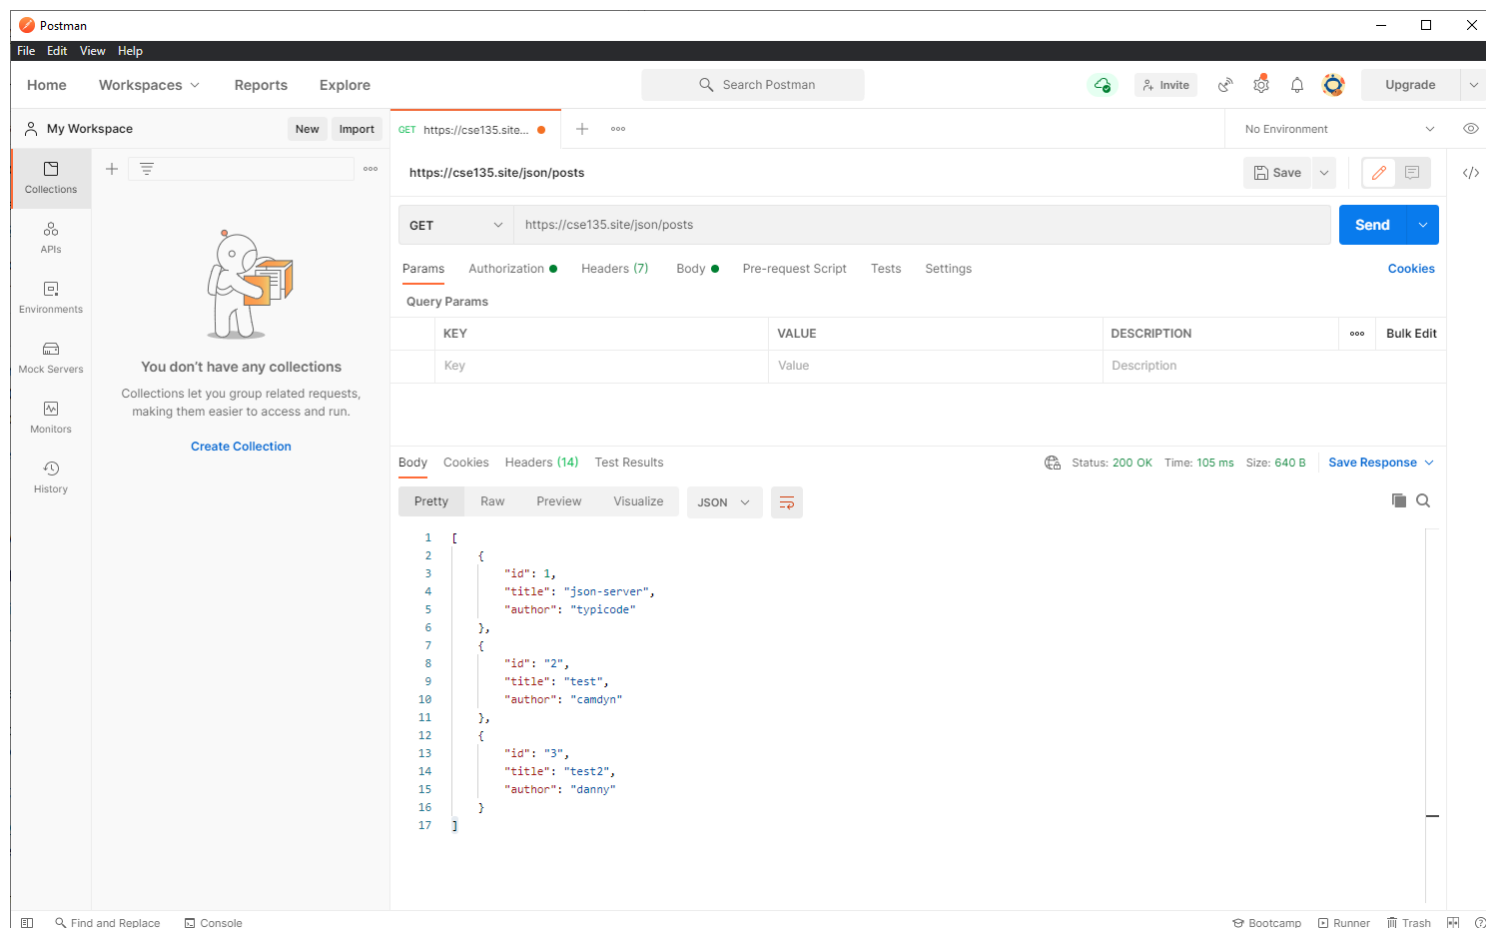 Postman
File Edit View Help
Home Workspaces Reports Explore Search Postman Invite Upgrade
My Workspace New Import GET https://cse135.site... No Environment
Collections
APIs
Environments
Mock Servers
Monitors
History
You don't have any collections
Collections let you group related requests,
making them easier to access and run.
Create Collection
https://cse135.site/json/posts Save
GET https://cse135.site/json/posts Send
Params Authorization Headers (7) Body Pre-request Script Tests Settings Cookies
Query Params
KEY VALUE DESCRIPTION Bulk Edit
Key Value Description
Body Cookies Headers (14) Test Results Status: 200 OK Time: 105 ms Size: 640 B Save Response
Pretty Raw Preview Visualize JSON
1 [
2 {
3 "id": 1,
4 "title": "json-server",
5 "author": "typicode"
6 },
7 {
8 "id": "2",
9 "title": "test",
10 "author": "camdyn"
11 },
12 {
13 "id": "3",
14 "title": "test2",
15 "author": "danny"
16 }
17 ]
Find and Replace Console Bootcamp Runner Trash